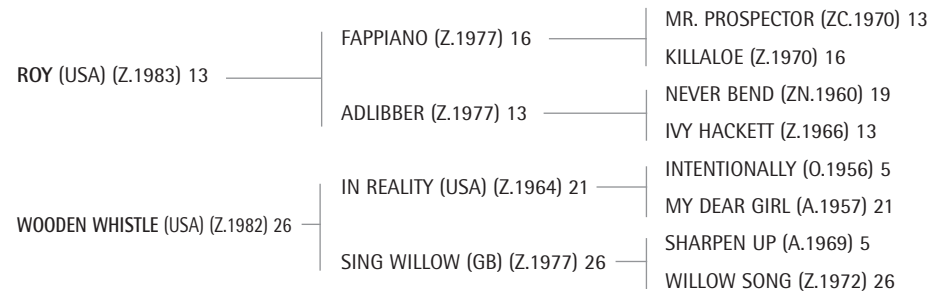 MR. PROSPECTOR (ZC.1970) 13
FAPPIANO (Z.1977) 16
KILLALOE (Z.1970) 16
ROY (USA) (Z.1983) 13
NEVER BEND (ZN.1960) 19
ADLIBBER (Z.1977) 13
IVY HACKETT (Z.1966) 13
INTENTIONALLY (O.1956) 5
IN REALITY (USA) (Z.1964) 21
MY DEAR GIRL (A.1957) 21
WOODEN WHISTLE (USA) (Z.1982) 26
SHARPEN UP (A.1969) 5
SING WILLOW (GB) (Z.1977) 26
WILLOW SONG (Z.1972) 26